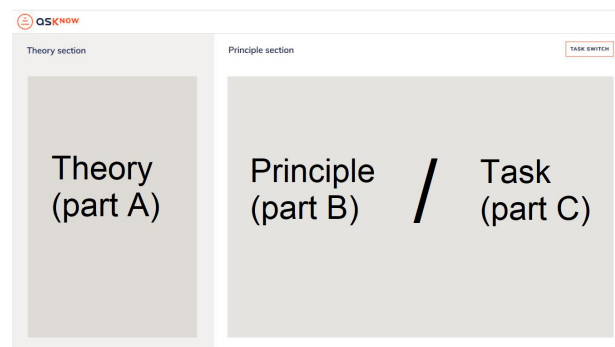 asKNOW
Theory section
Principle section
TASK SWITCH
Theory
(part A)
Principle
(part B)
/
Task
(part C)